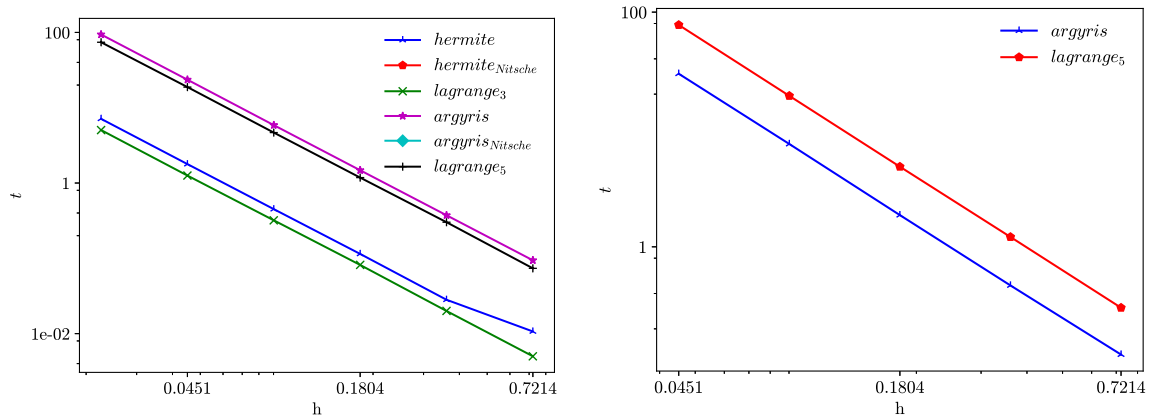 100
1
1e-02
t
0.0451
0.1804
0.7214
h
hermite
hermite_Nitsche
lagrange_3
argyris
argyris_Nitsche
lagrange_5
100
1
t
0.0451
0.1804
0.7214
h
argyris
lagrange_5